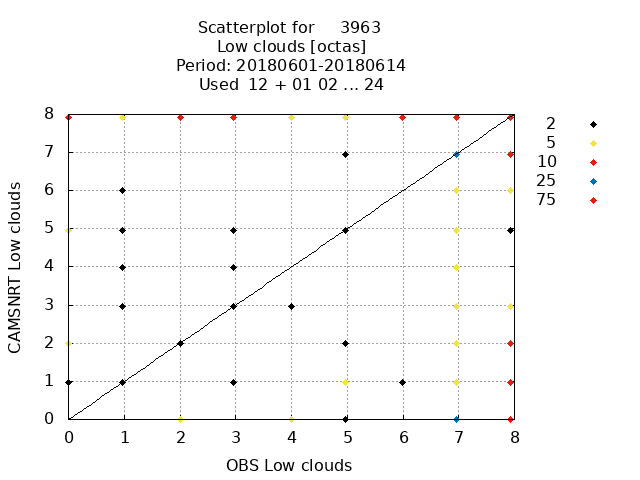 Scatterplot for 3963
Low clouds [octas]
Period: 20180601-20180614
Used 12 + 01 02 ... 24
8
7
6
5
4
3
2
1
0
CAMSNRT Low clouds
0 1 2 3 4 5 6 7 8
OBS Low clouds
2
5
10
25
75